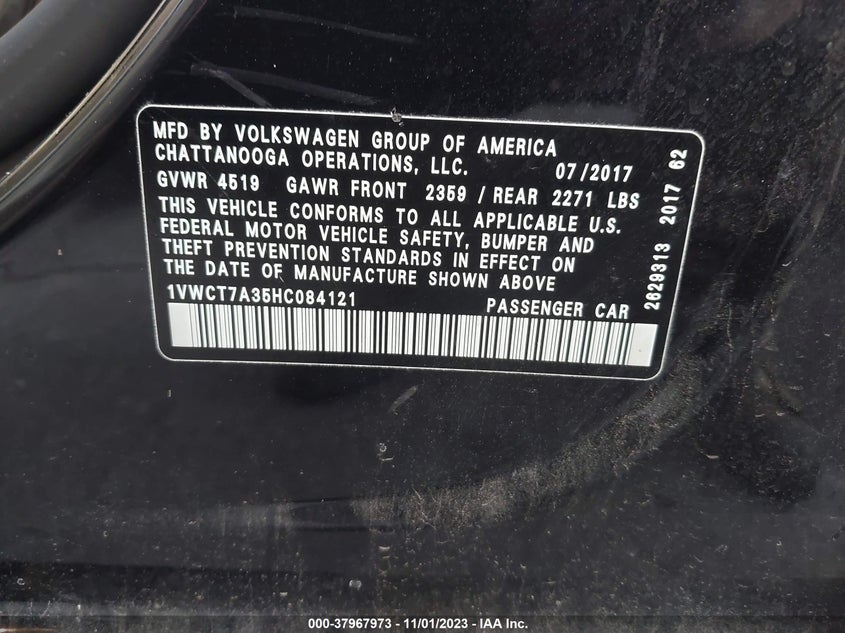 MFD BY VOLKSWAGEN GROUP OF AMERICA
CHATTANOOGA OPERATIONS, LLC. 07/2017
GVWR 4519 GAWR FRONT 2359 / REAR 2271 LBS
THIS VEHICLE CONFORMS TO ALL APPLICABLE U.S.
FEDERAL MOTOR VEHICLE SAFETY, BUMPER AND
THEFT PREVENTION STANDARDS IN EFFECT ON
THE DATE OF MANUFACTURE SHOWN ABOVE
1VWCT7A35HC084121 PASSENGER CAR
2629313 2017 62
000-37967973 - 11/01/2023 - IAA Inc.